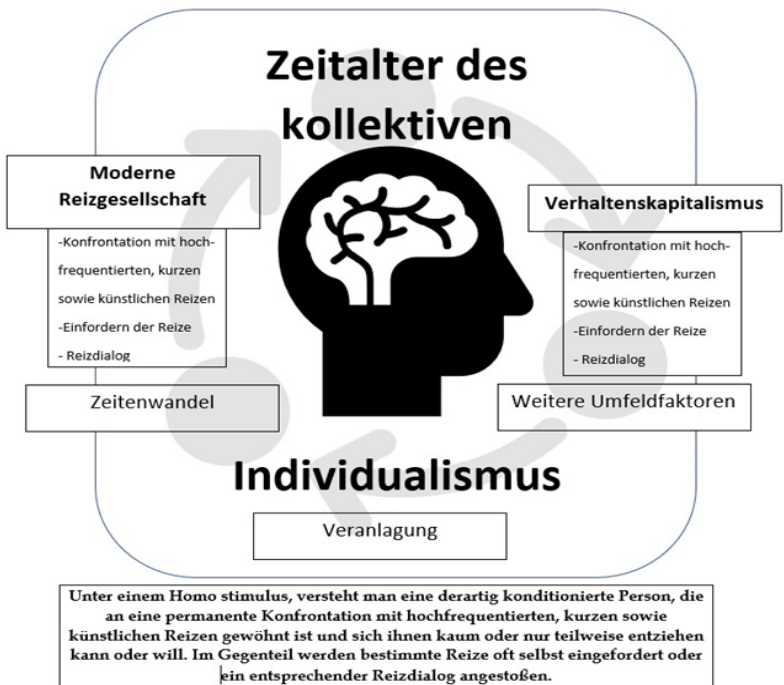 Zeitalter des
kollektiven
Moderne
Reizgesellschaft
-Konfrontation mit hoch-
frequentierten, kurzen
sowie künstlichen Reizen
-Einfordern der Reize
- Reizdialog
Zeitenwandel
Verhaltenskapitalismus
-Konfrontation mit hoch-
frequentierten, kurzen
sowie künstlichen Reizen
-Einfordern der Reize
- Reizdialog
Weitere Umfeldfaktoren
Individualismus
Veranlagung
Unter einem Homo stimulus, versteht man eine derartig konditionierte Person, die
an eine permanente Konfrontation mit hochfrequentierten, kurzen sowie
künstlichen Reizen gewöhnt ist und sich ihnen kaum oder nur teilweise entziehen
kann oder will. Im Gegenteil werden bestimmte Reize oft selbst eingefordert oder
ein entsprechender Reizdialog angestoßen.